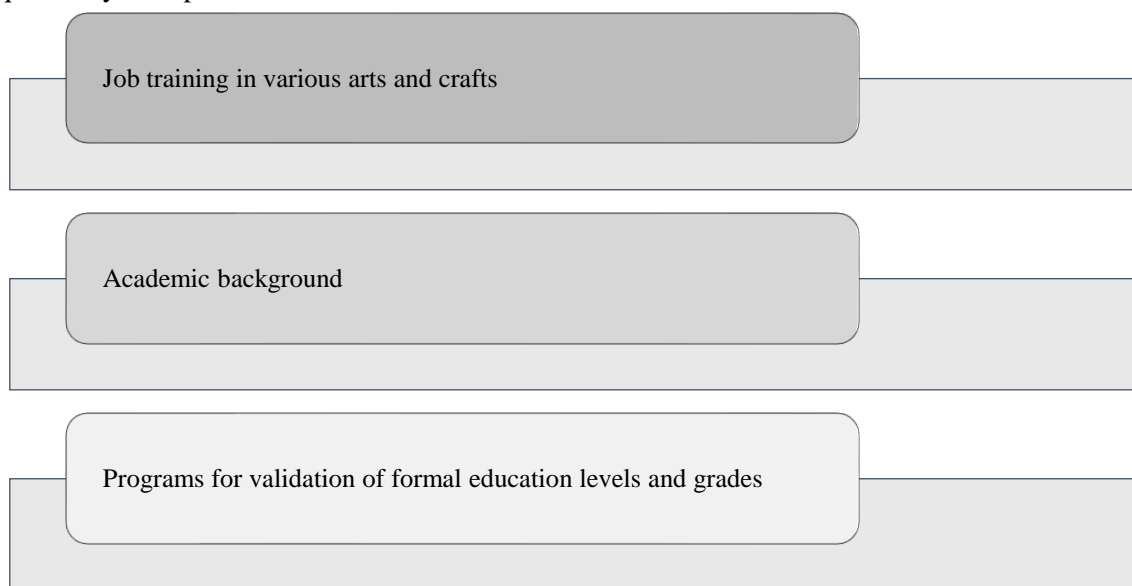 Job training in various arts and crafts
Academic background
Programs for validation of formal education levels and grades